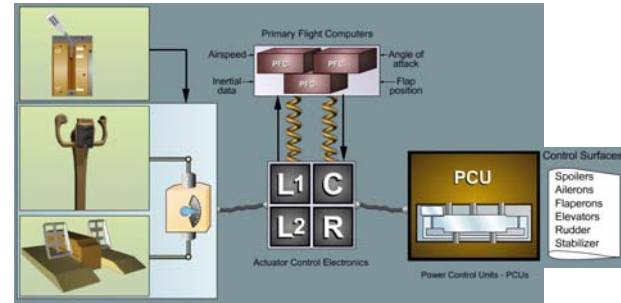 Primary Flight Computers
Airspeed
Angle of attack
PFC
PFC
PFC
Inertial data
Flap position
L1
C
L2
R
Actuator Control Electronics
PCU
Power Control Units - PCUs
Control Surfaces
Spoilers
Ailerons
Flaperons
Elevators
Rudder
Stabilizer